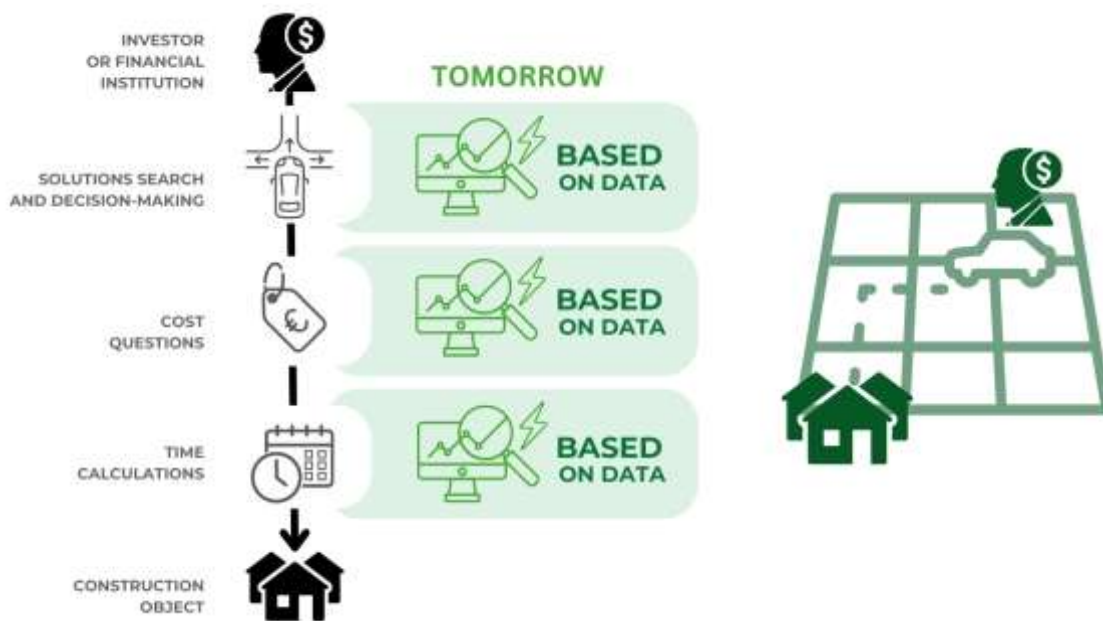 INVESTOR
OR FINANCIAL
INSTITUTION
TOMORROW
SOLUTIONS SEARCH
AND DECISION-MAKING
BASED
ON DATA
COST
QUESTIONS
BASED
ON DATA
TIME
CALCULATIONS
BASED
ON DATA
CONSTRUCTION
OBJECT